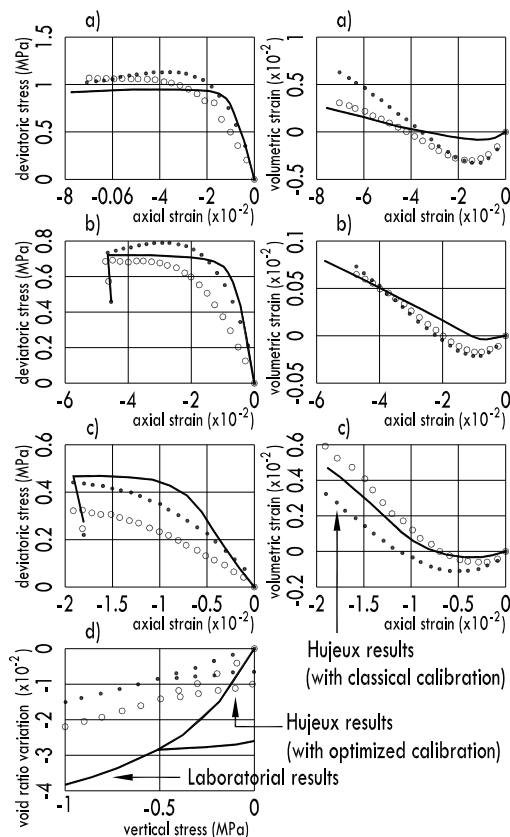 a)
deviatoric stress (MPa)
1.5
1
0.5
0
-8 -0.06 -4 -2 0
axial strain(x10-2)
a)
volumetric strain (x10-2)
1
0.5
0
-0.5
-8 -6 -4 -2 0
axial strain(x10-2)
b)
deviatoric stress (MPa)
0.8
0.6
0.4
0.2
0
-6 -4 -2 0
axial strain (x10-2)
b)
volumetric strain (x10-2)
0.1
0.05
0
-0.05
-0.1
-6 -4 -2 0
axial strain (x10-2)
c)
deviatoric stress (MPa)
0.6
0.4
0.2
0
-2 -1.5 -1 -0.5 0
axial strain (x10-2)
c)
volumetric strain (x10-2)
0.6
0.4
0.2
0
-0.2
-2 -1.5 -1 -0.5 0
axial strain (x10-2)
Hujeux results
(with classical calibration)
d)
void ratio variation (x10-2)
-0
-1
-2
-3
-4
-1 -0.5 0
vertical stress (MPa)
Hujeux results
(with optimized calibration)
Laboratorial results